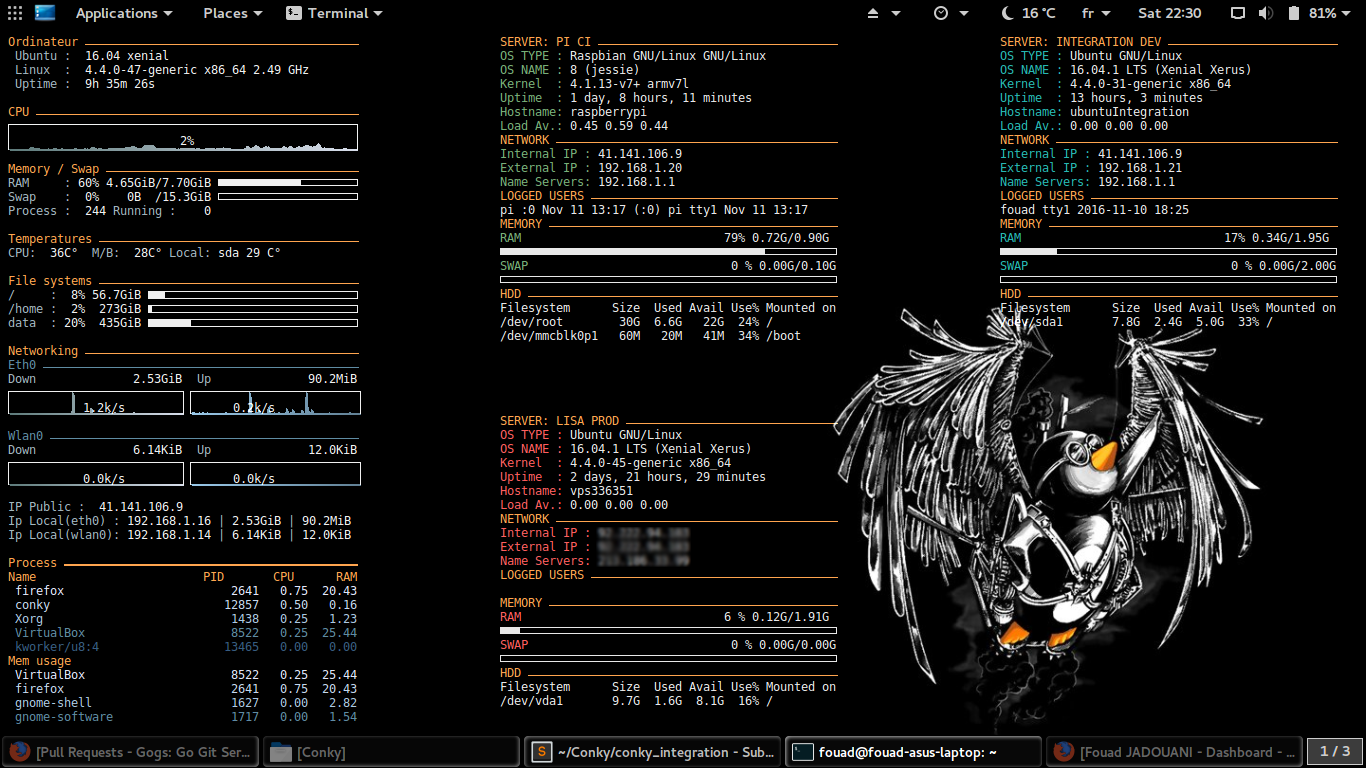 Applications Places Terminal 16 °C fr Sat 22:30 81%
Ordinateur
Ubuntu : 16.04 xenial
Linux : 4.4.0-47-generic x86_64 2.49 GHz
Uptime : 9h 35m 26s
CPU
2%
Memory / Swap
RAM : 60% 4.65GiB/7.70GiB
Swap : 0% 0B /15.3GiB
Process : 244 Running : 0
Temperatures
CPU: 36C° M/B: 28C° Local: sda 29 C°
File systems
/ : 8% 56.7GiB
/home : 2% 273GiB
data : 20% 435GiB
Networking
Eth0
Down 2.53GiB Up 90.2MiB
1.2k/s 0.2k/s
Wlan0
Down 6.14KiB Up 12.0KiB
0.0k/s 0.0k/s
IP Public : 41.141.106.9
Ip Local(eth0) : 192.168.1.16 | 2.53GiB | 90.2MiB
Ip Local(wlan0): 192.168.1.14 | 6.14KiB | 12.0KiB
Process
Name PID CPU RAM
firefox 2641 0.75 20.43
conky 12857 0.50 0.16
Xorg 1438 0.25 1.23
VirtualBox 8522 0.25 25.44
kworker/u8:4 13465 0.00 0.00
Mem usage
VirtualBox 8522 0.25 25.44
firefox 2641 0.75 20.43
gnome-shell 1627 0.00 2.82
gnome-software 1717 0.00 1.54
SERVER: PI CI
OS TYPE : Raspbian GNU/Linux GNU/Linux
OS NAME : 8 (jessie)
Kernel : 4.1.13-v7+ armv7l
Uptime : 1 day, 8 hours, 11 minutes
Hostname: raspberrypi
Load Av.: 0.45 0.59 0.44
NETWORK
Internal IP : 41.141.106.9
External IP : 192.168.1.20
Name Servers: 192.168.1.1
LOGGED USERS
pi :0 Nov 11 13:17 (:0) pi tty1 Nov 11 13:17
MEMORY
RAM 79% 0.72G/0.90G
SWAP 0 % 0.00G/0.10G
HDD
Filesystem Size Used Avail Use% Mounted on
/dev/root 30G 6.6G 22G 24% /
/dev/mmcblk0p1 60M 20M 41M 34% /boot
SERVER: LISA PROD
OS TYPE : Ubuntu GNU/Linux
OS NAME : 16.04.1 LTS (Xenial Xerus)
Kernel : 4.4.0-45-generic x86_64
Uptime : 2 days, 21 hours, 29 minutes
Hostname: vps336351
Load Av.: 0.00 0.00 0.00
NETWORK
Internal IP :
External IP :
Name Servers:
LOGGED USERS
MEMORY
RAM 6 % 0.12G/1.91G
SWAP 0 % 0.00G/0.00G
HDD
Filesystem Size Used Avail Use% Mounted on
/dev/vda1 9.7G 1.6G 8.1G 16% /
SERVER: INTEGRATION DEV
OS TYPE : Ubuntu GNU/Linux
OS NAME : 16.04.1 LTS (Xenial Xerus)
Kernel : 4.4.0-31-generic x86_64
Uptime : 13 hours, 3 minutes
Hostname: ubuntuIntegration
Load Av.: 0.00 0.00 0.00
NETWORK
Internal IP : 41.141.106.9
External IP : 192.168.1.21
Name Servers: 192.168.1.1
LOGGED USERS
fouad tty1 2016-11-10 18:25
MEMORY
RAM 17% 0.34G/1.95G
SWAP 0 % 0.00G/2.00G
HDD
Filesystem Size Used Avail Use% Mounted on
/dev/sda1 7.8G 2.4G 5.0G 33% /
[Pull Requests - Gogs: Go Git Ser... [Conky] ~/Conky/conky_integration - Sub... fouad@fouad-asus-laptop: ~ [Fouad JADOUANI - Dashboard - ... 1 / 3